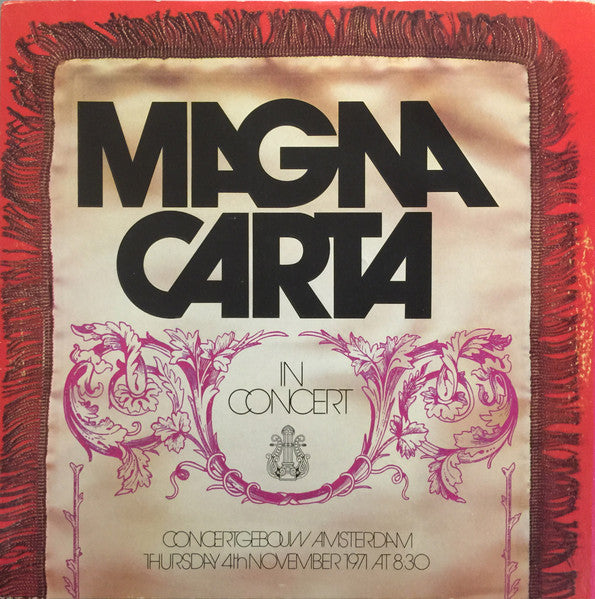 MAGNA
CARTA
IN
CONCERT
CONCERTGEBOUW AMSTERDAM
THURSDAY 4th NOVEMBER 1971 AT 8.30